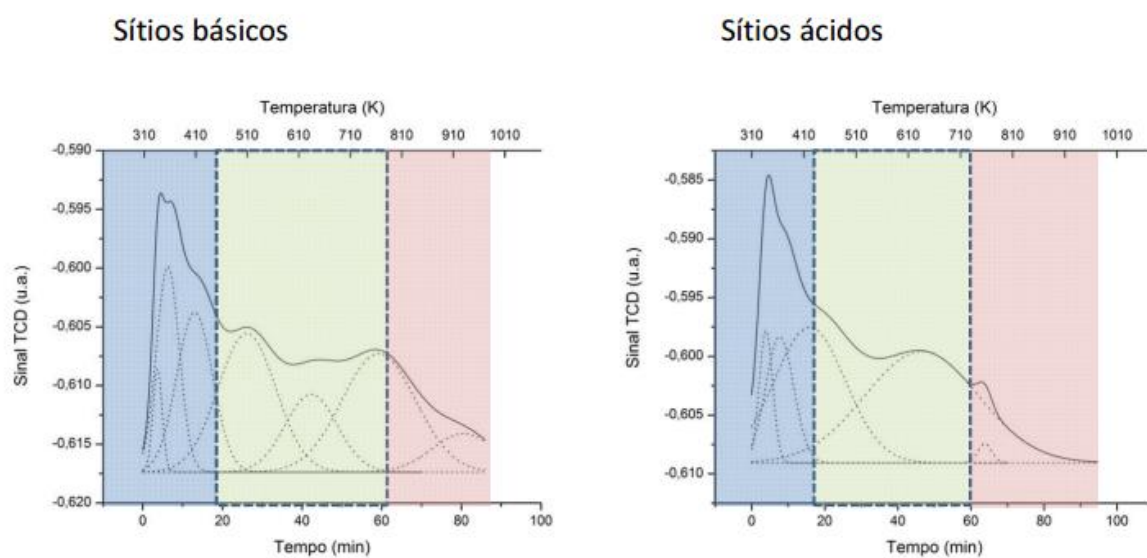 Sítios básicos
Sítios ácidos
Temperatura (K)
310 410 510 610 710 810 910 1010
-0,590
-0,595
-0,600
-0,605
-0,610
-0,615
-0,620
Sinal TCD (u.a.)
0 20 40 60 80 100
Tempo (min)
Temperatura (K)
310 410 510 610 710 810 910 1010
-0,585
-0,590
-0,595
-0,600
-0,605
-0,610
Sinal TCD (u.a.)
0 20 40 60 80 100
Tempo (min)